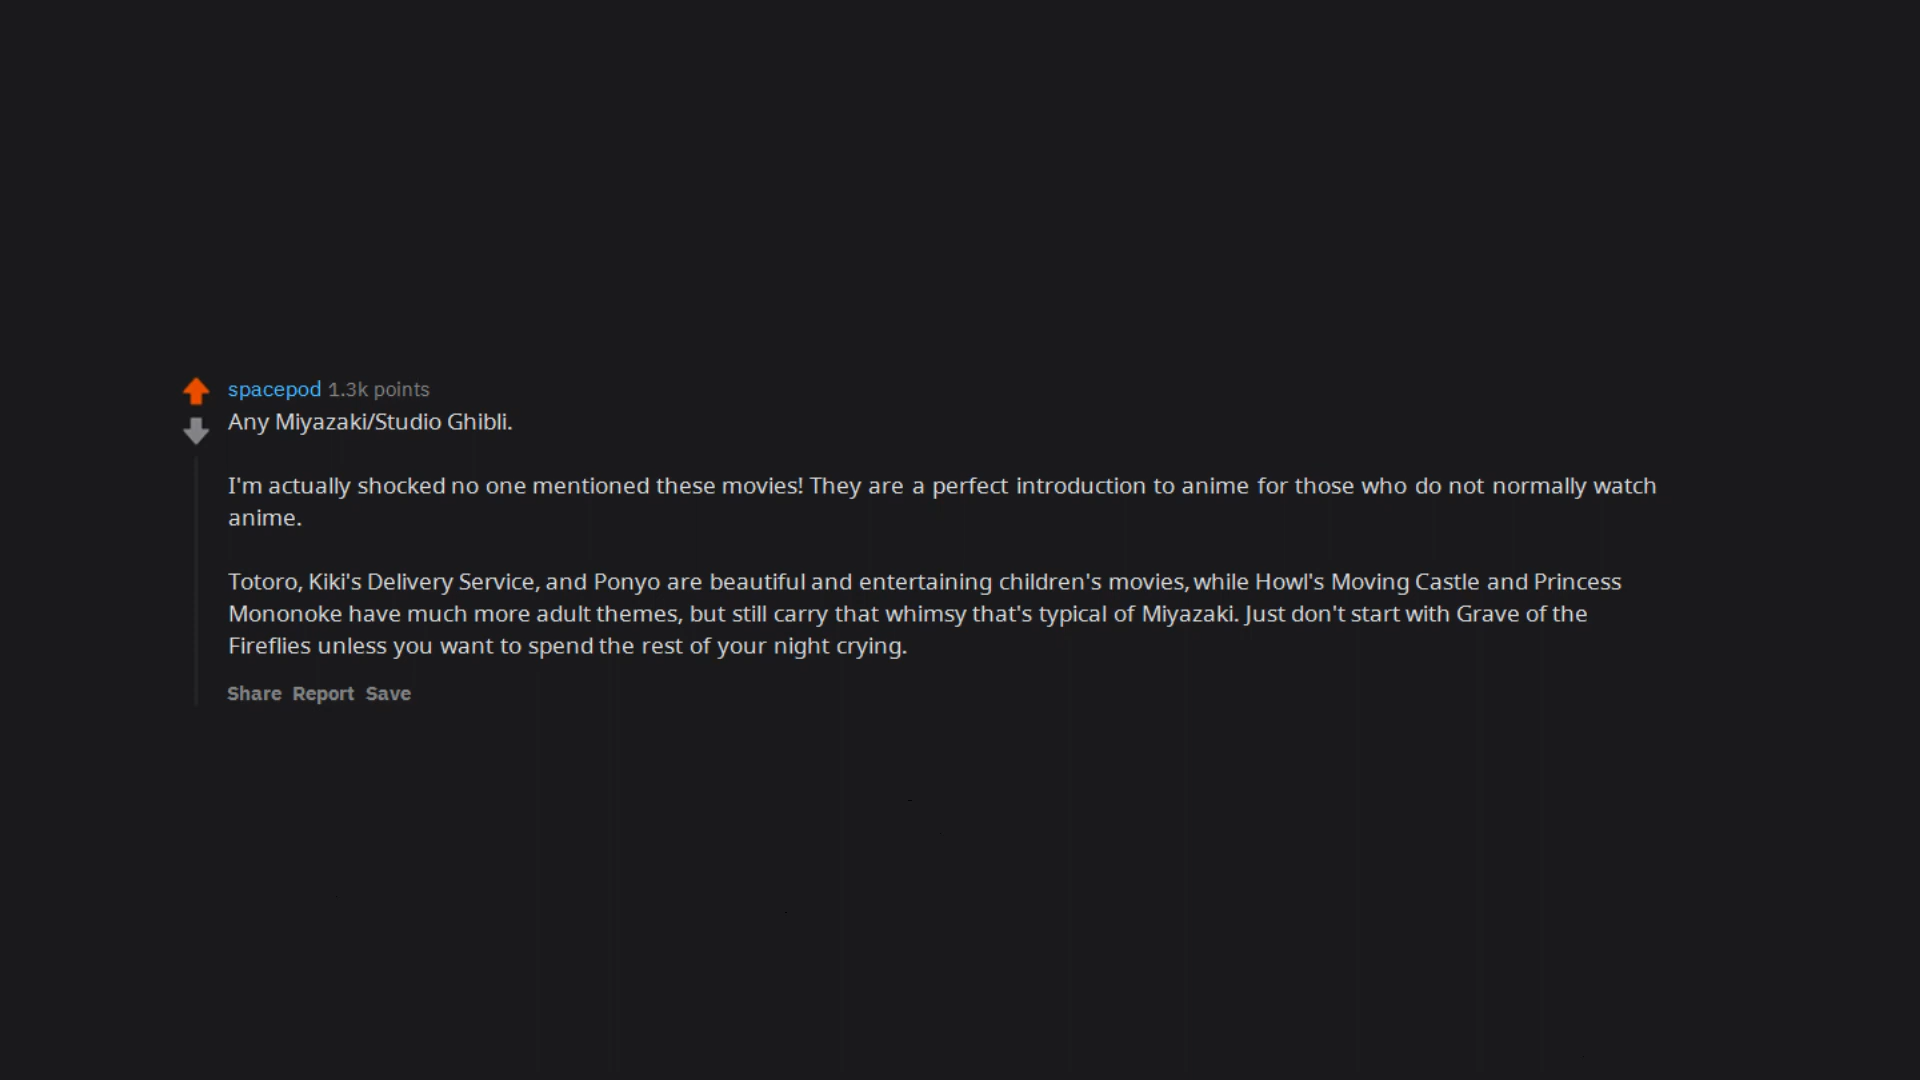 spacepod 1.3k points
Any Miyazaki/Studio Ghibli.
I'm actually shocked no one mentioned these movies! They are a perfect introduction to anime for those who do not normally watch
anime.
Totoro, Kiki's Delivery Service, and Ponyo are beautiful and entertaining children's movies, while Howl's Moving Castle and Princess
Mononoke have much more adult themes, but still carry that whimsy that's typical of Miyazaki. Just don't start with Grave of the
Fireflies unless you want to spend the rest of your night crying.
Share Report Save